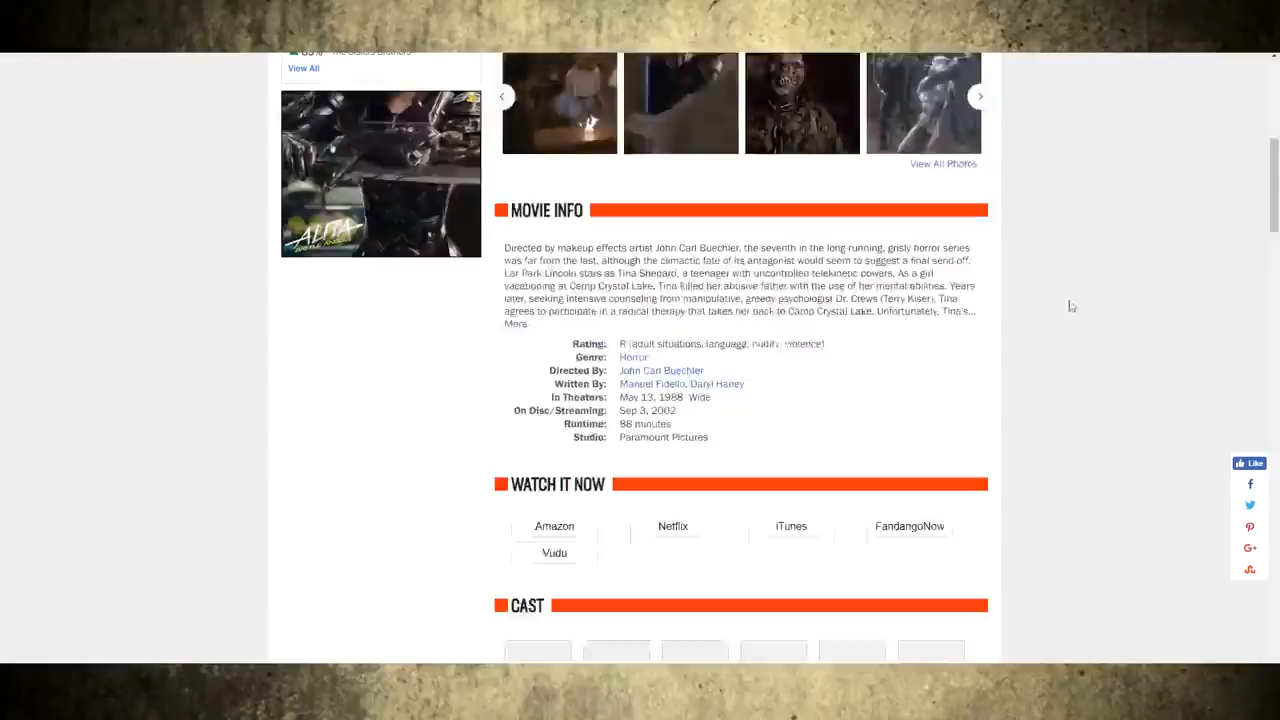 The Sisters Brothers
View All
ALITA
View All Photos
MOVIE INFO
Directed by makeup effects artist John Carl Buechler, the seventh in the long-running, grisly horror series
was far from the last, although the climactic fate of its antagonist would seem to suggest a final send-off.
Lar Park Lincoln stars as Tina Shepard, a teenager with uncontrolled telekinetic powers. As a girl
vacationing at Camp Crystal Lake, Tina killed her abusive father with the use of her mental abilities. Years
later, seeking intensive counseling from manipulative, greedy psychologist Dr. Crews (Terry Kiser), Tina
agrees to participate in a radical therapy that takes her back to Camp Crystal Lake. Unfortunately, Tina's...
More
Rating: R (adult situations, language, nudity, violence)
Genre: Horror
Directed By: John Carl Buechler
Written By: Manuel Fidello, Daryl Haney
In Theaters: May 13, 1988 Wide
On Disc/Streaming: Sep 3, 2002
Runtime: 88 minutes
Studio: Paramount Pictures
Like
WATCH IT NOW
Amazon Netflix iTunes FandangoNow
Vudu
CAST